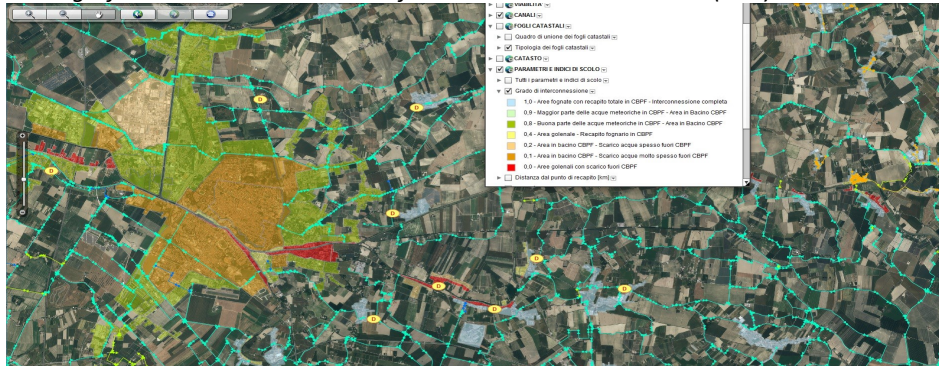 VIABILITA'
CANALI
FOGLI CATASTALI
Quadro di unione dei fogli catastali
Tipologia dei fogli catastali
CATASTO
PARAMETRI E INDICI DI SCOLO
Tutti i parametri e indici di scolo
Grado di interconnessione
1,0 - Aree fognate con recapito totale in CBPF - Interconnessione completa
0,9 - Maggior parte delle acque meteoriche in CBPF - Area in Bacino CBPF
0,8 - Buona parte delle acque meteoriche in CBPF - Area in Bacino CBPF
0,4 - Area golenale - Recapito fognario in CBPF
0,2 - Area in bacino CBPF - Scarico acque spesso fuori CBPF
0,1 - Area in bacino CBPF - Scarico acque molto spesso fuori CBPF
0,0 - Aree golenali con scarico fuori CBPF
Distanza dal punto di recapito [km]
D
D
D
D
D
D
D
D
D